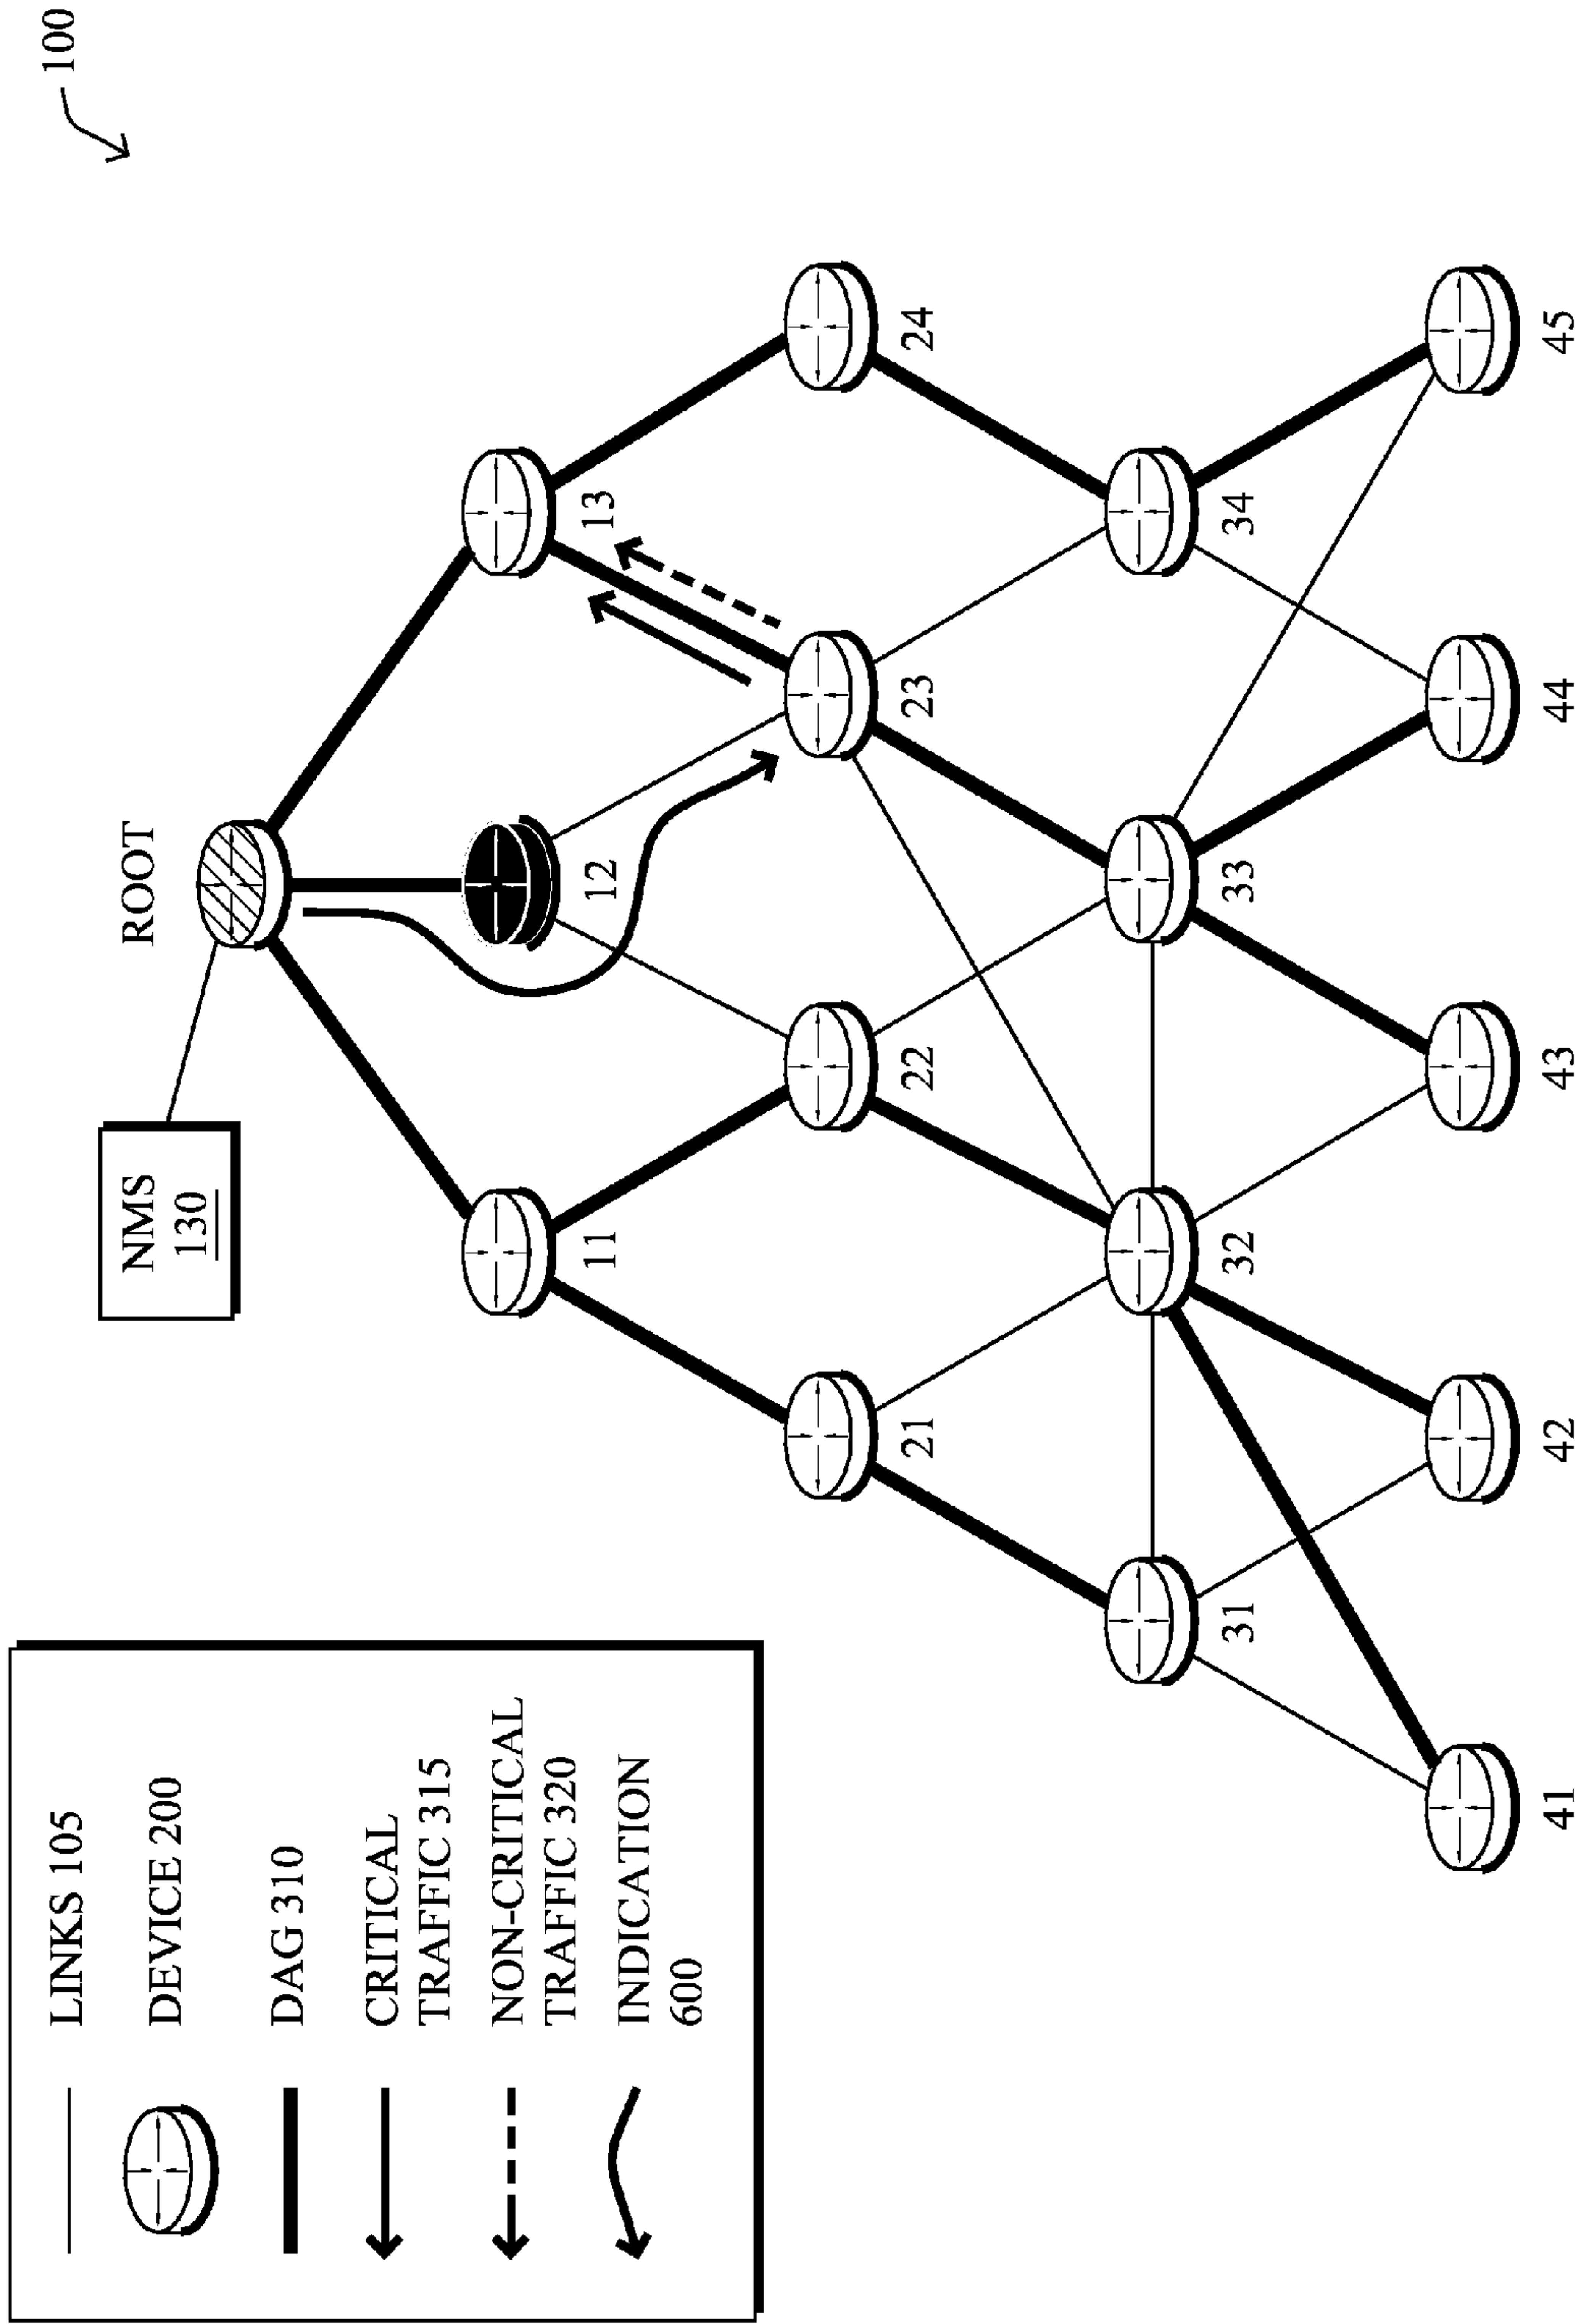 100
LINKS 105
DEVICE 200
DAG 310
CRITICAL
TRAFFIC 315
NON-CRITICAL
TRAFFIC 320
INDICATION
600
NMS
130
ROOT
11
12
13
21
22
23
24
31
32
33
34
41
42
43
44
45